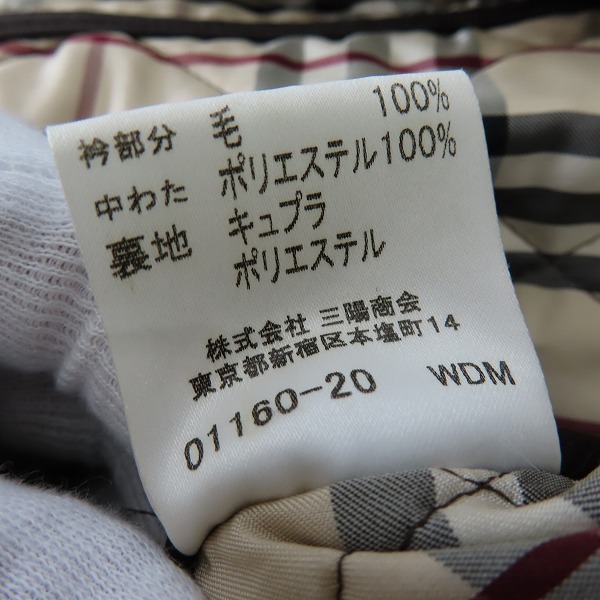 衿部分 毛 100%
中わた ポリエステル100%
裏地 キュプラ
ポリエステル
株式会社 三陽商会
東京都新宿区本塩町14
01160-20 WDM